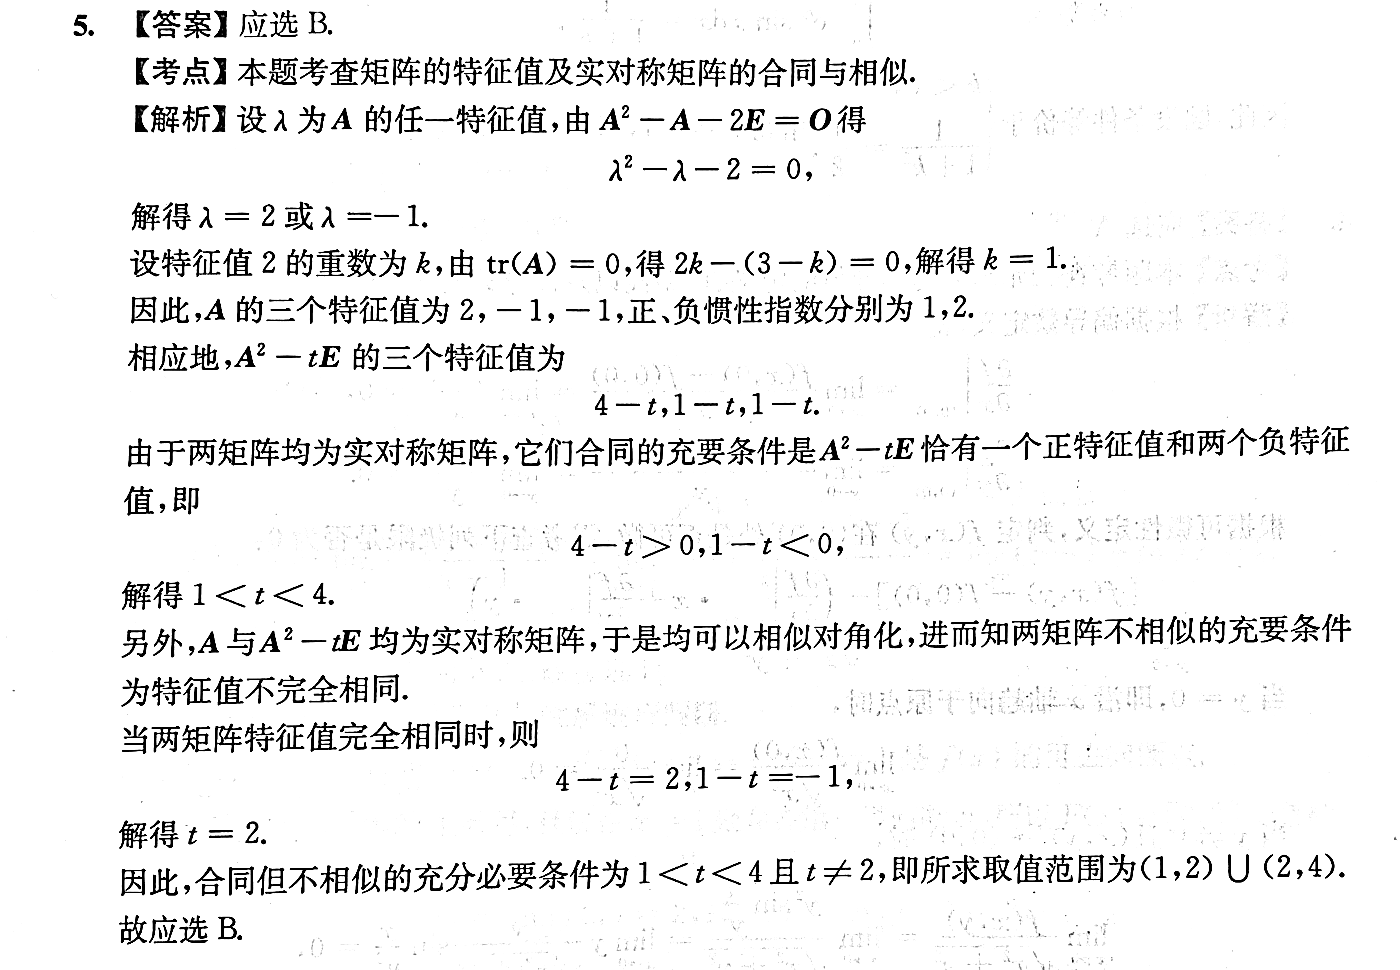 5. 【答案】应选 B.
【考点】本题考查矩阵的特征值及实对称矩阵的合同与相似.
【解析】设 λ 为 A 的任一特征值,由 A² − A − 2E = O 得
λ² − λ − 2 = 0,
解得 λ = 2 或 λ = − 1.
设特征值 2 的重数为 k,由 tr(A) = 0,得 2k − (3 − k) = 0,解得 k = 1.
因此,A 的三个特征值为 2, − 1, − 1,正、负惯性指数分别为 1,2.
相应地,A² − tE 的三个特征值为
4 − t,1 − t,1 − t.
由于两矩阵均为实对称矩阵,它们合同的充要条件是 A² − tE 恰有一个正特征值和两个负特征
值,即
4 − t > 0,1 − t < 0,
解得 1 < t < 4.
另外,A 与 A² − tE 均为实对称矩阵,于是均可以相似对角化,进而知两矩阵不相似的充要条件
为特征值不完全相同.
当两矩阵特征值完全相同时,则
4 − t = 2,1 − t = − 1,
解得 t = 2.
因此,合同但不相似的充分必要条件为 1 < t < 4 且 t ≠ 2,即所求取值范围为(1,2) ∪ (2,4).
故应选 B.